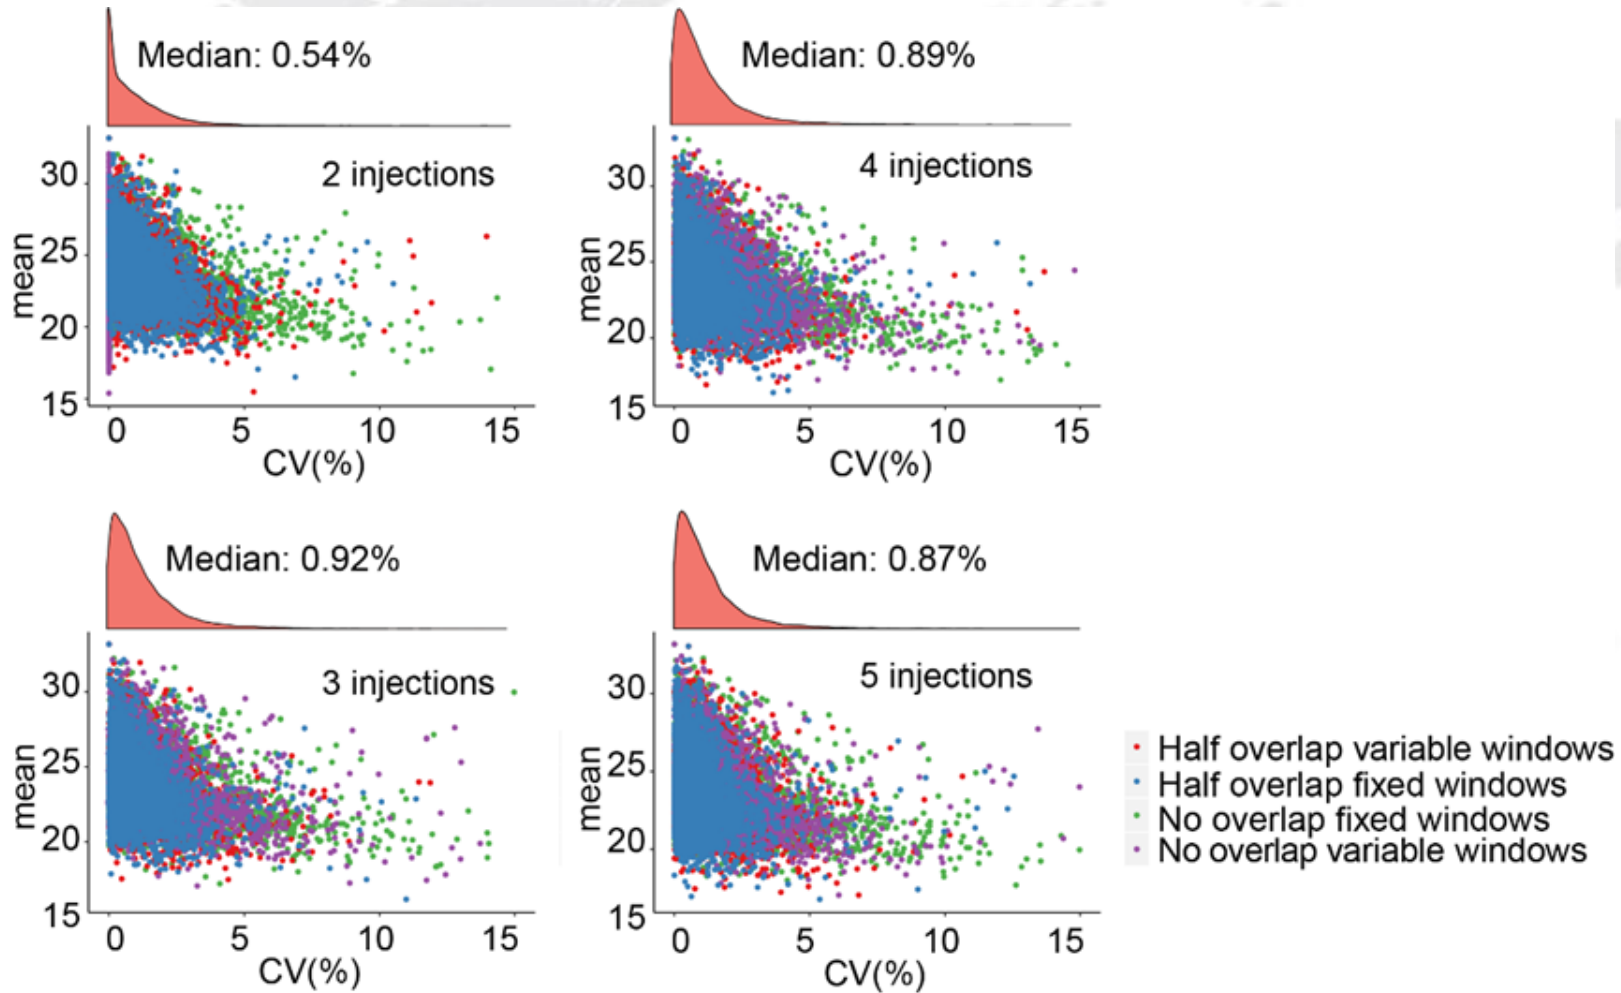 Median: 0.54%
2 injections
30
25
20
15
mean
0 5 10 15
CV(%)
Median: 0.89%
4 injections
30
25
20
15
mean
0 5 10 15
CV(%)
Median: 0.92%
3 injections
30
25
20
15
mean
0 5 10 15
CV(%)
Median: 0.87%
5 injections
30
25
20
15
mean
0 5 10 15
CV(%)
Half overlap variable windows
Half overlap fixed windows
No overlap fixed windows
No overlap variable windows